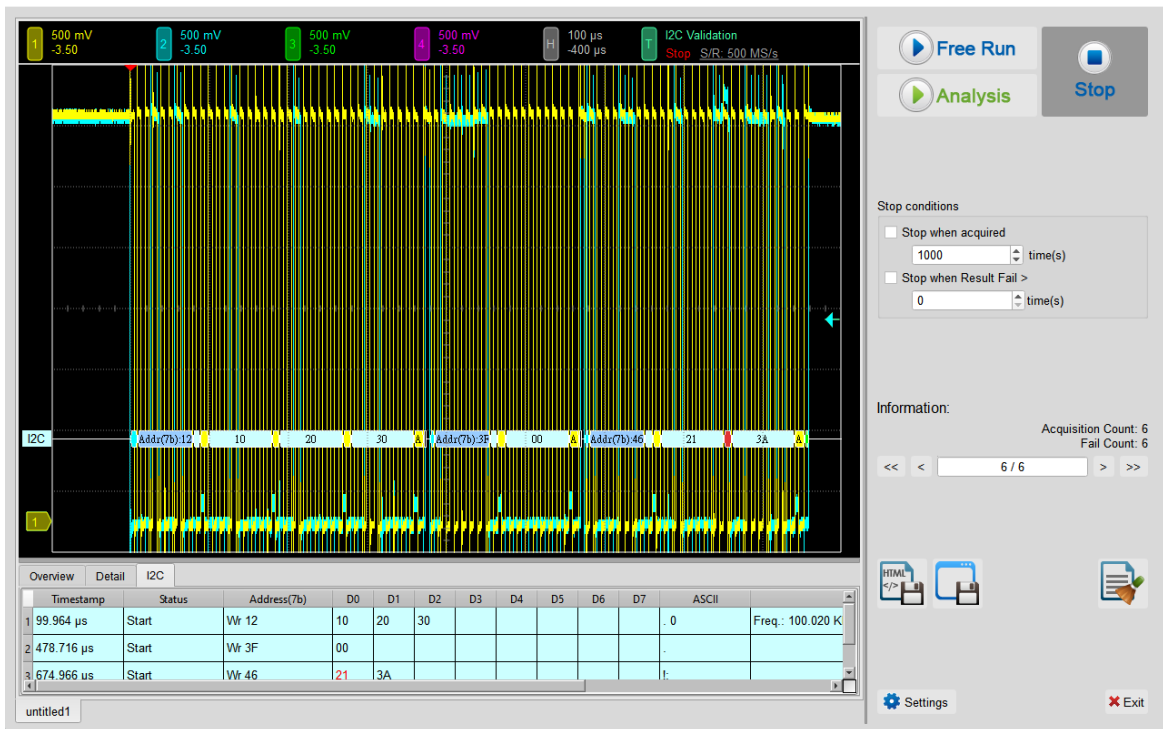 1 500 mV -3.50 2 500 mV -3.50 3 500 mV -3.50 4 500 mV -3.50 H 100 µs -400 µs T I2C Validation
Stop S/R: 500 MS/s
Free Run
Analysis
Stop
Stop conditions
Stop when acquired
1000 time(s)
Stop when Result Fail >
0 time(s)
I2C Addr(7b):12 10 20 30 A Addr(7b):3F 00 A Addr(7b):46 21 3A A
1
Information:
Acquisition Count: 6
Fail Count: 6
<< < 6 / 6 > >>
HTML
</>
Overview Detail I2C
Timestamp Status Address(7b) D0 D1 D2 D3 D4 D5 D6 D7 ASCII
1 99.964 µs Start Wr 12 10 20 30 . 0 Freq.: 100.020 K
2 478.716 µs Start Wr 3F 00 .
3 674.966 us Start Wr 46 21 3A !:
untitled1
Settings Exit